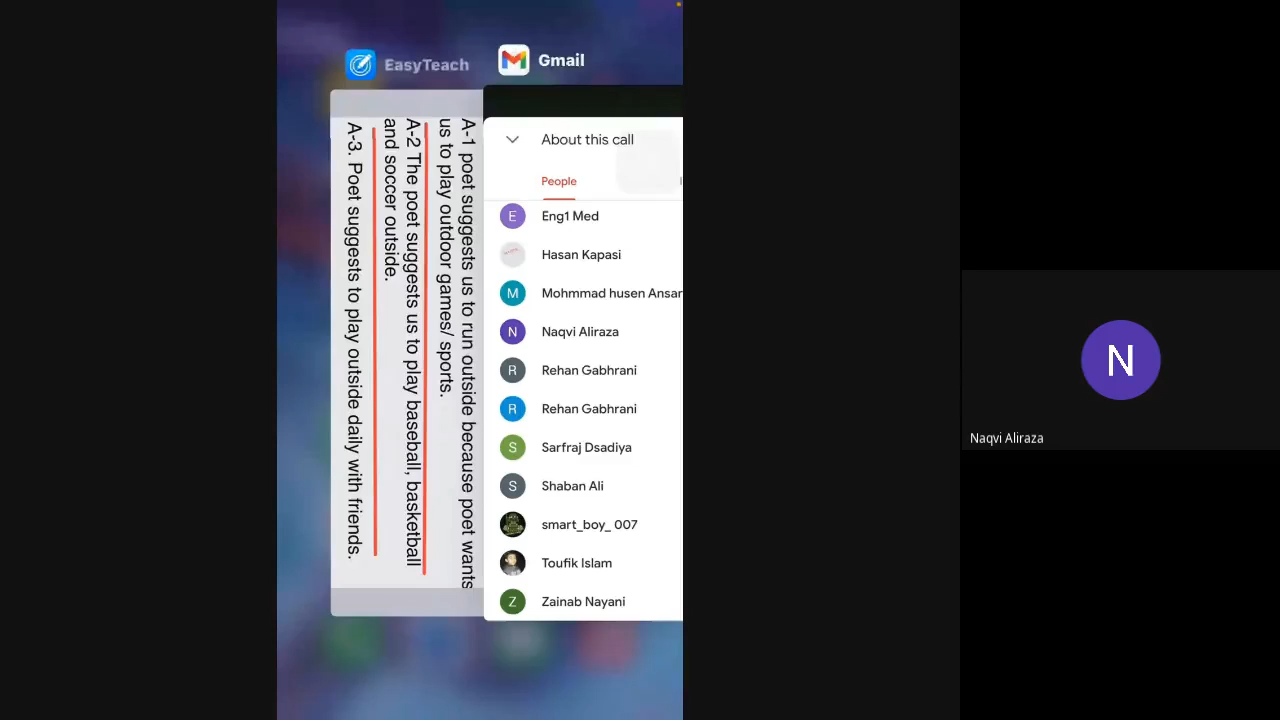 EasyTeach
A-1 poet suggests us to run outside because poet wants
us to play outdoor games/ sports.
A-2 The poet suggests us to play baseball, basketball
and soccer outside.
A-3. Poet suggests to play outside daily with friends.
Gmail
About this call
People
E Eng1 Med
Hasan Kapasi
M Mohmmad husen Ansar
N Naqvi Aliraza
R Rehan Gabhrani
R Rehan Gabhrani
S Sarfraj Dsadiya
S Shaban Ali
smart_boy_ 007
Toufik Islam
Z Zainab Nayani
N
Naqvi Aliraza